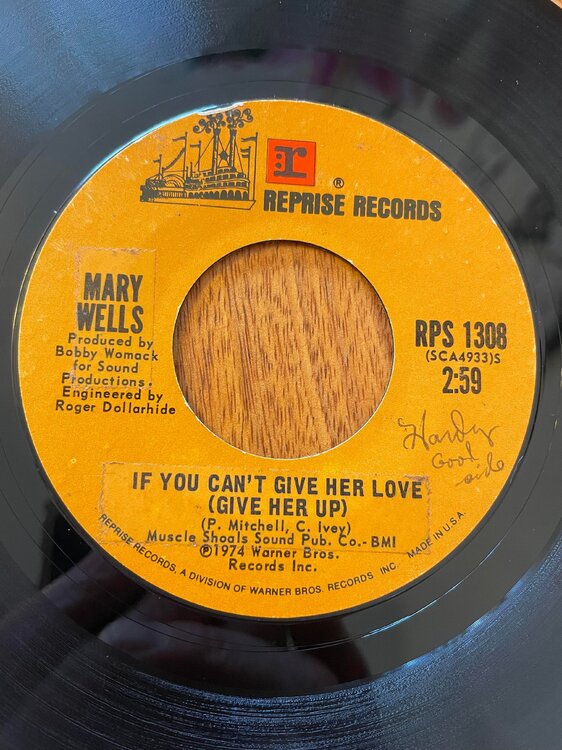 r
®
REPRISE RECORDS
MARY
WELLS
Produced by
Bobby Womack
for Sound
Productions.
Engineered by
Roger Dollarhide
RPS 1308
(SCA4933)S
2:59
Good
side
IF YOU CAN'T GIVE HER LOVE
(GIVE HER UP)
(P. Mitchell, C. Ivey)
Muscle Shoals Sound Pub. Co.-BMI
℗1974 Warner Bros.
Records Inc.
REPRISE RECORDS, A DIVISION OF WARNER BROS. RECORDS INC. MADE IN U.S.A.